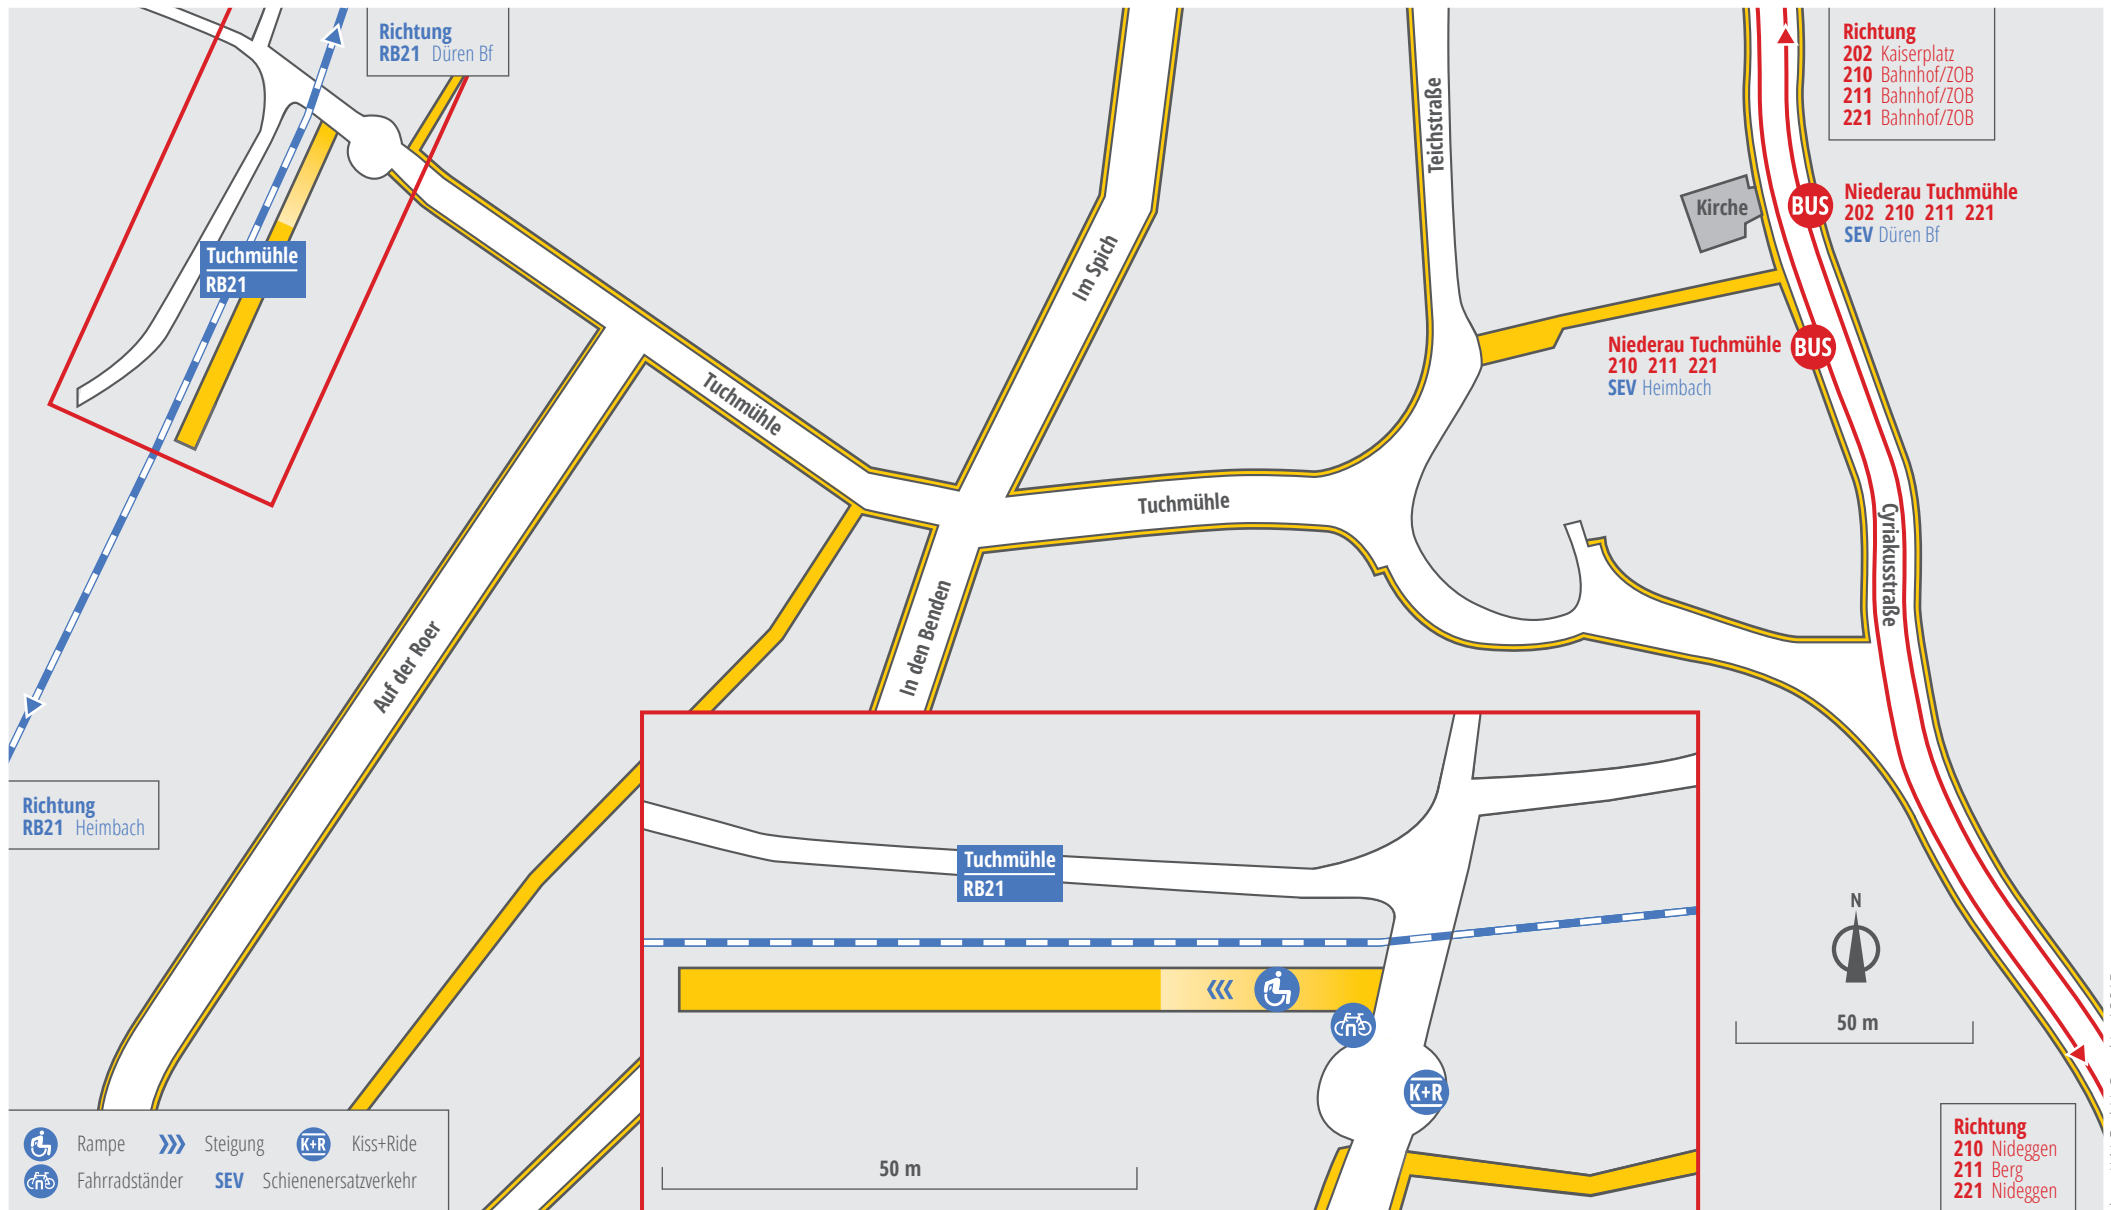 Richtung
RB21 Düren Bf
Richtung
202 Kaiserplatz
210 Bahnhof/ZOB
211 Bahnhof/ZOB
221 Bahnhof/ZOB
Teichstraße
Kirche
BUS
Niederau Tuchmühle
202 210 211 221
SEV Düren Bf
Tuchmühle
RB21
Im Spich
Niederau Tuchmühle
210 211 221
SEV Heimbach
BUS
Tuchmühle
Tuchmühle
Cyriakusstraße
In den Benden
Auf der Roer
Richtung
RB21 Heimbach
Tuchmühle
RB21
K+R
50 m
N
50 m
Rampe
Steigung
K+R Kiss+Ride
Fahrradständer
SEV Schienenersatzverkehr
Richtung
210 Nideggen
211 Berg
221 Nideggen